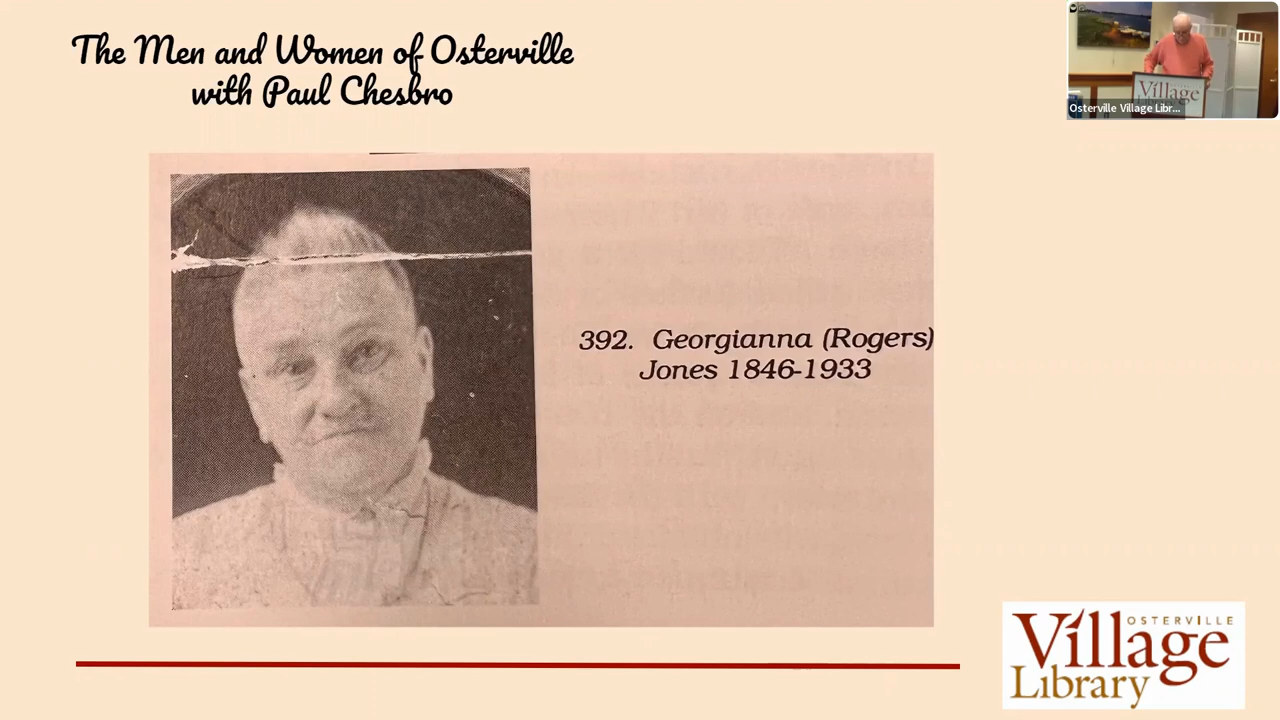 The Men and Women of Osterville
with Paul Chesbro
Village
Osterville Village Libr...
392. Georgianna (Rogers)
Jones 1846-1933
OSTERVILLE
Village
Library